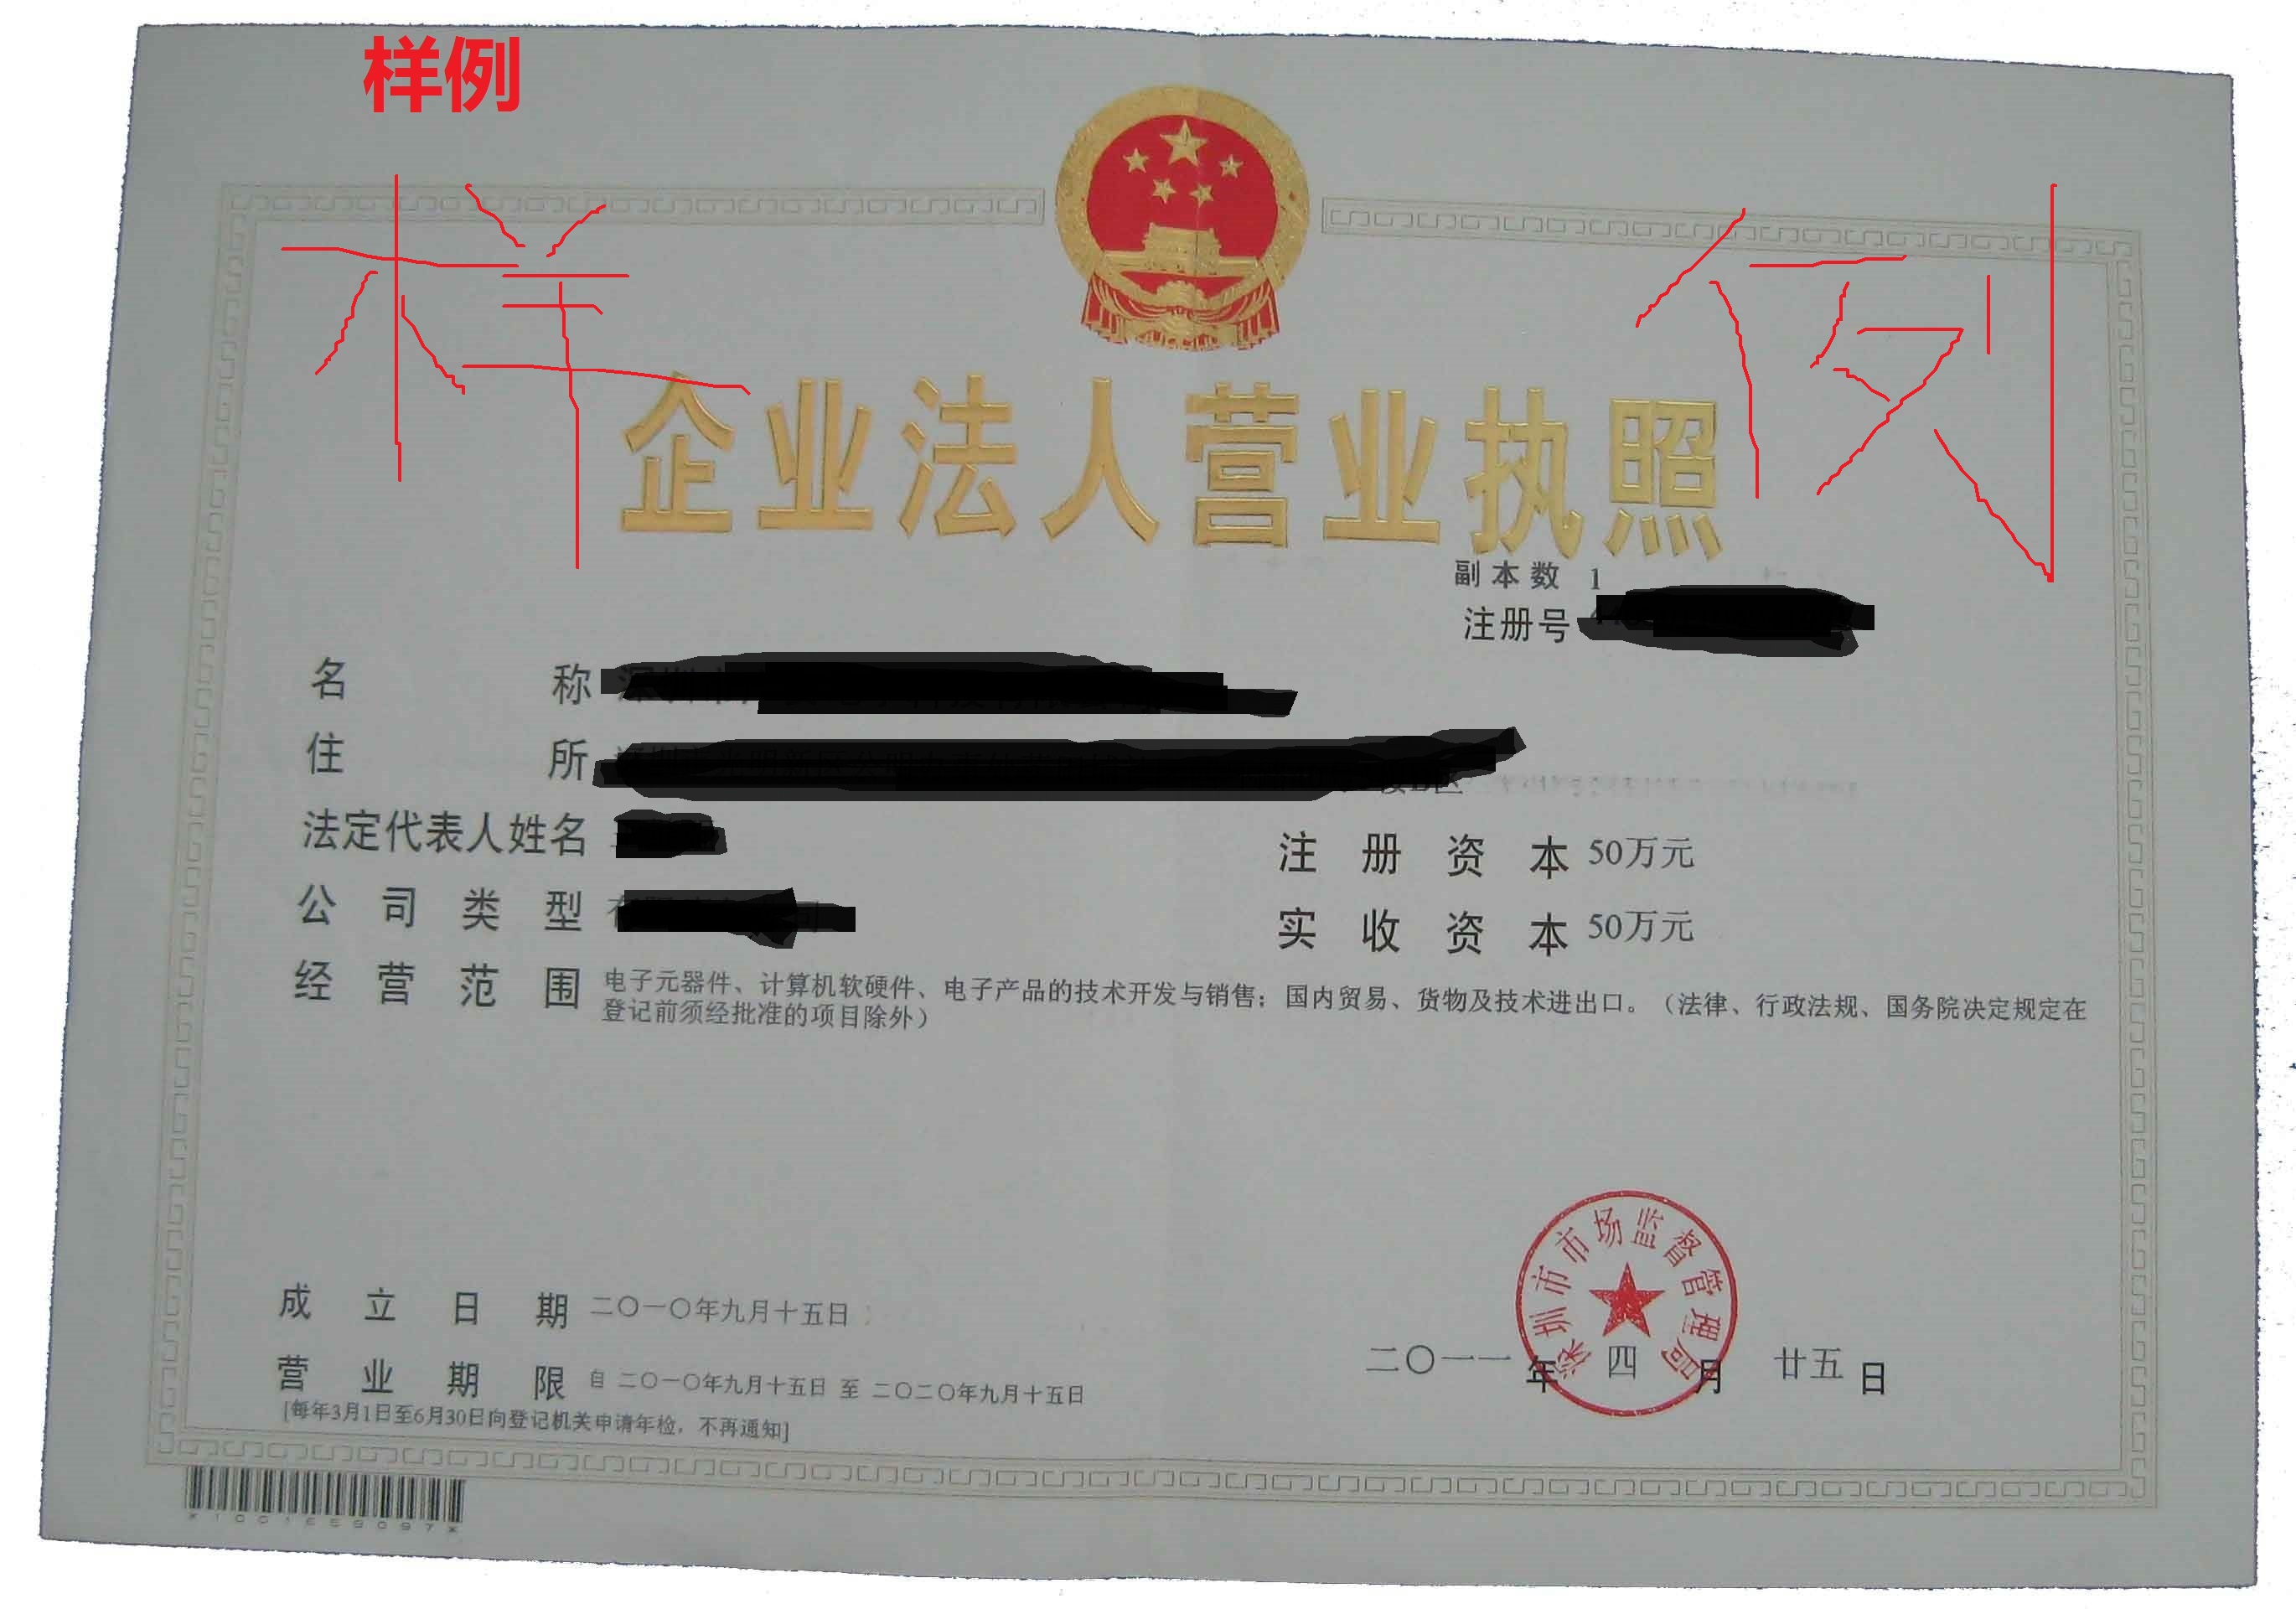 样例
样 例
企业法人营业执照
副本数 1
注册号
名称
住所
法定代表人姓名
注册资本 50万元
公司类型
实收资本 50万元
经营范围 电子元器件、计算机软硬件、电子产品的技术开发与销售；国内贸易、货物及技术进出口。（法律、行政法规、国务院决定规定在
登记前须经批准的项目除外）
深圳市市场监督管理局
成立日期 二〇一〇年九月十五日
二〇一一年四月廿五日
营业期限 自 二〇一〇年九月十五日 至 二〇二〇年九月十五日
[每年3月1日至6月30日向登记机关申请年检，不再通知]